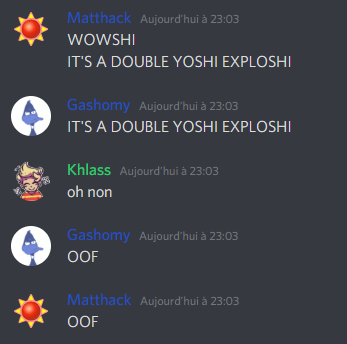 Matthack Aujourd'hui à 23:03
WOWSHI
IT'S A DOUBLE YOSHI EXPLOSHI
Gashomy Aujourd'hui à 23:03
IT'S A DOUBLE YOSHI EXPLOSHI
Khlass Aujourd'hui à 23:03
oh non
Gashomy Aujourd'hui à 23:03
OOF
Matthack Aujourd'hui à 23:03
OOF